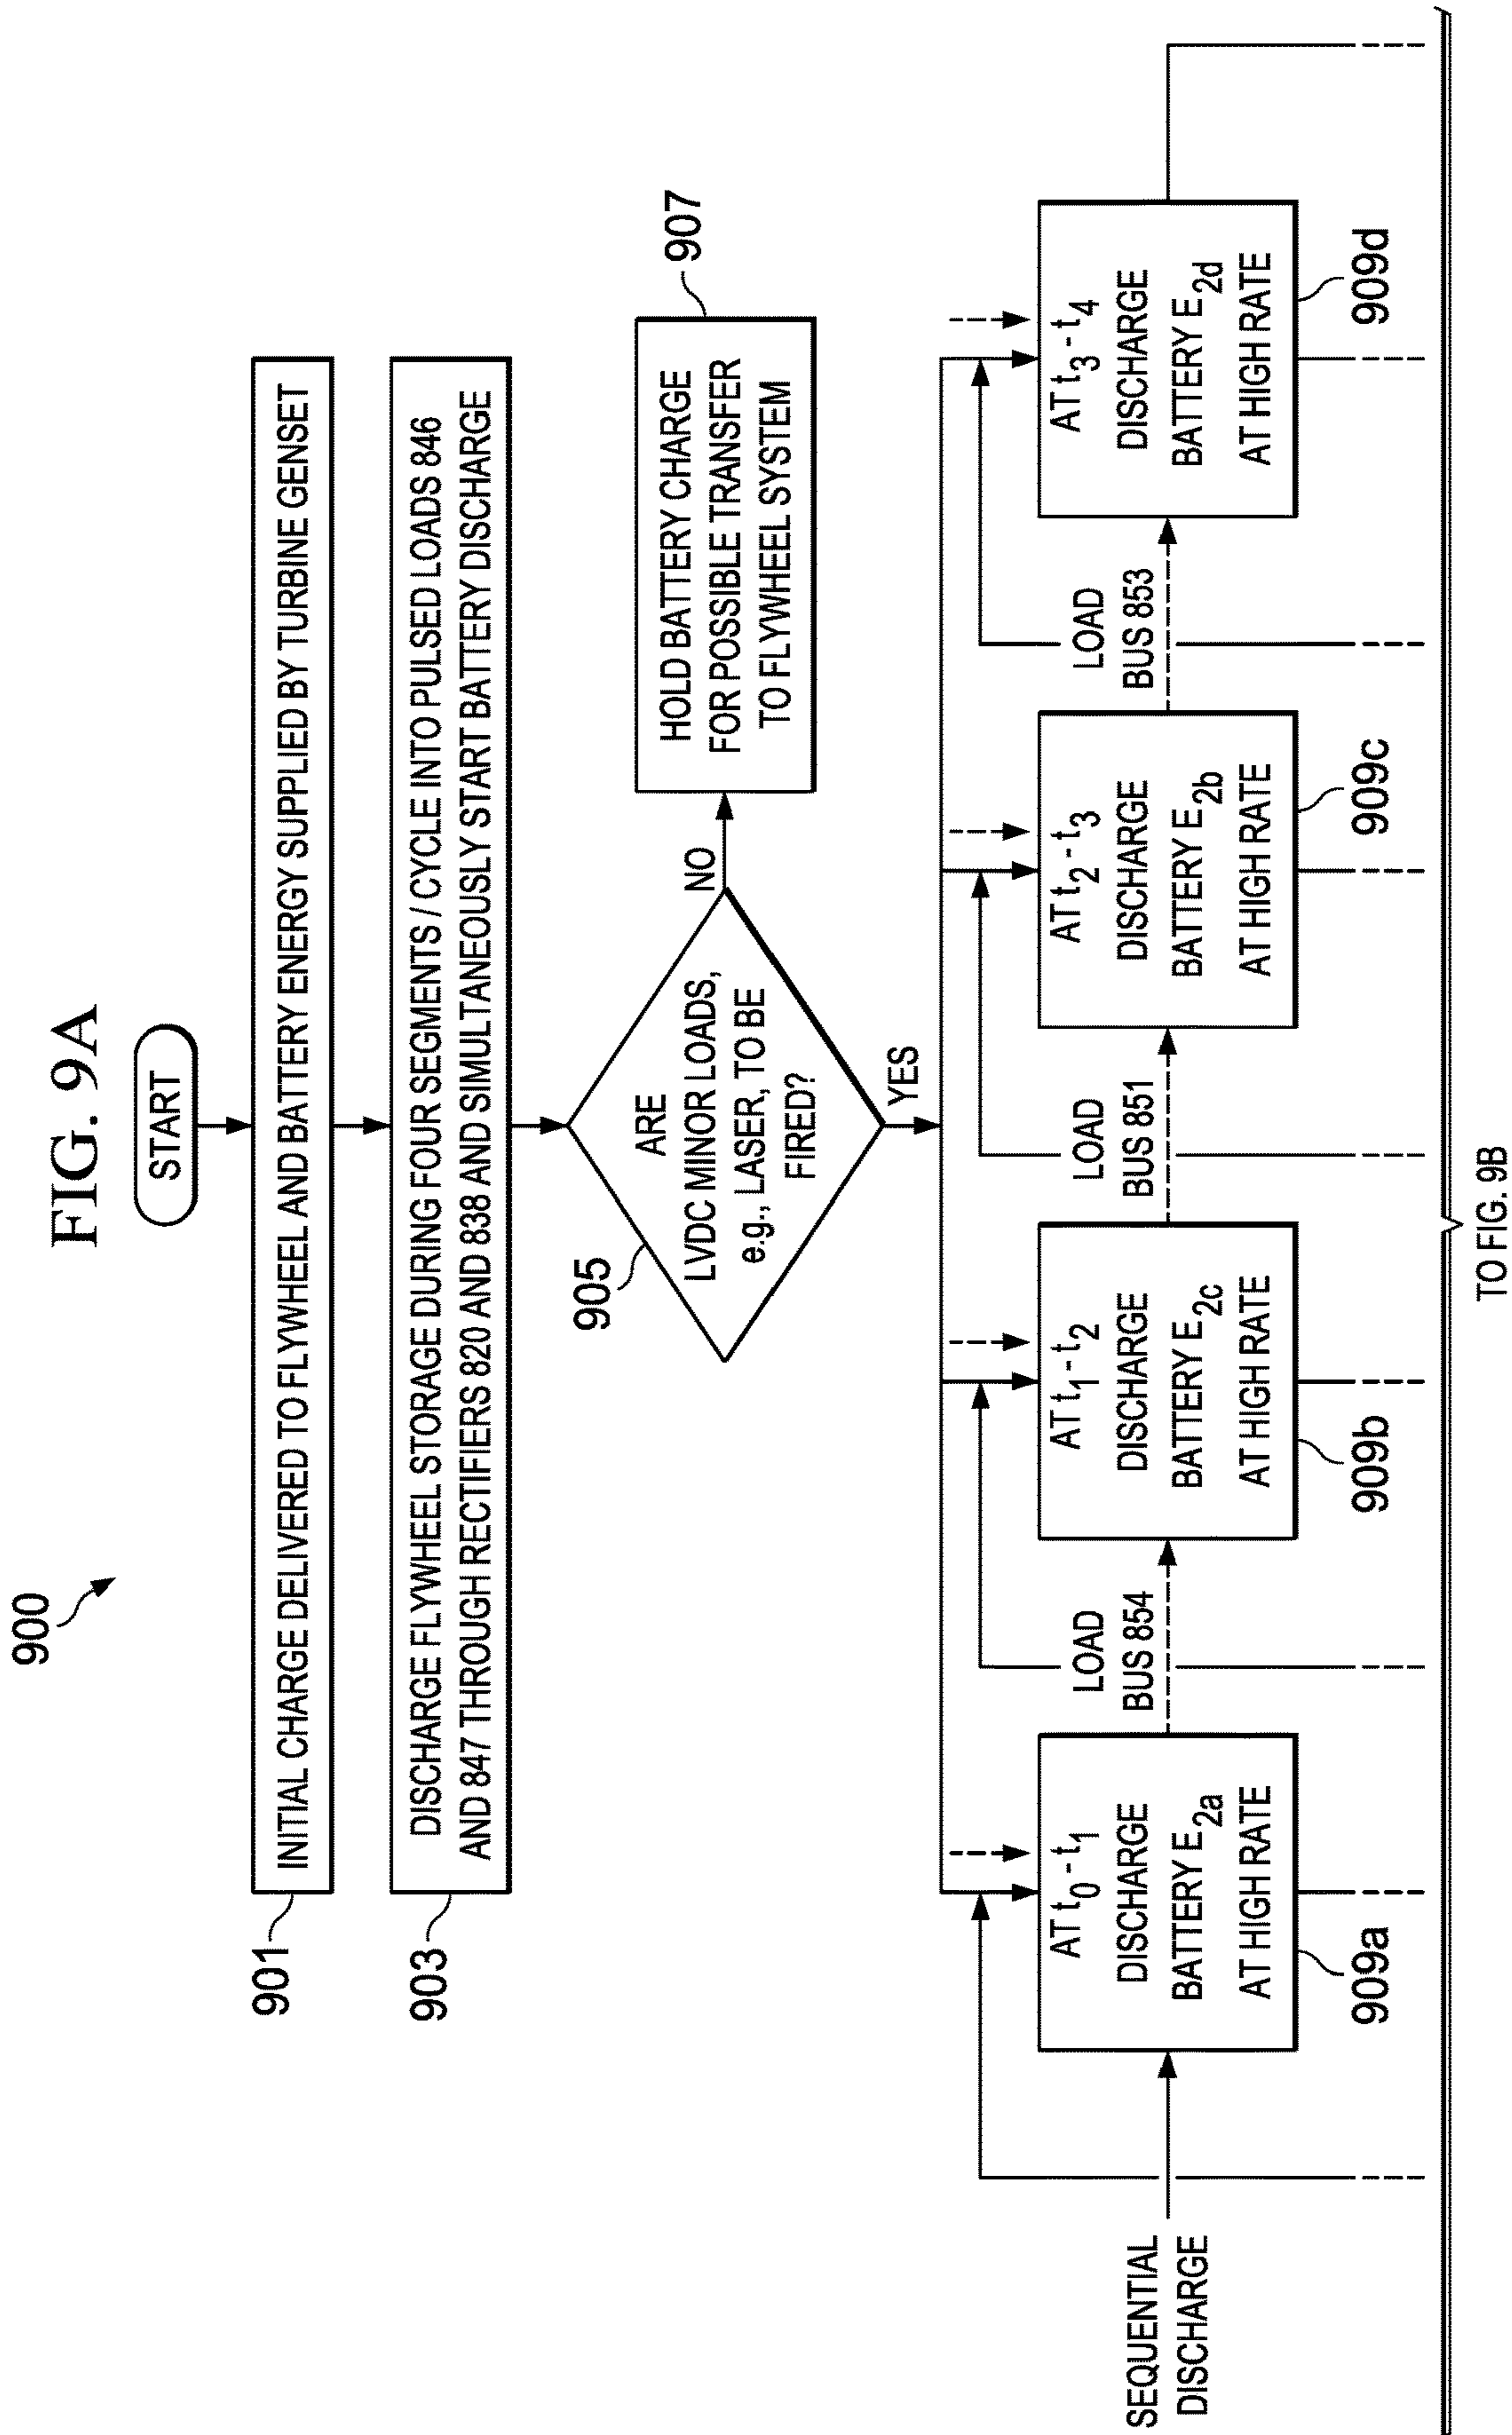 FIG. 9A
900
START
INITIAL CHARGE DELIVERED TO FLYWHEEL AND BATTERY ENERGY SUPPLIED BY TURBINE GENSET
901
DISCHARGE FLYWHEEL STORAGE DURING FOUR SEGMENTS / CYCLE INTO PULSED LOADS 846
AND 847 THROUGH RECTIFIERS 820 AND 838 AND SIMULTANEOUSLY START BATTERY DISCHARGE
903
905
ARE
LVDC MINOR LOADS,
e.g., LASER, TO BE
FIRED?
NO
YES
HOLD BATTERY CHARGE
FOR POSSIBLE TRANSFER
TO FLYWHEEL SYSTEM
907
SEQUENTIAL
DISCHARGE
AT t0 - t1
DISCHARGE
BATTERY E2a
AT HIGH RATE
909a
LOAD
BUS 854
AT t1 - t2
DISCHARGE
BATTERY E2c
AT HIGH RATE
909b
LOAD
BUS 851
AT t2 - t3
DISCHARGE
BATTERY E2b
AT HIGH RATE
909c
LOAD
BUS 853
AT t3 - t4
DISCHARGE
BATTERY E2d
AT HIGH RATE
909d
TO FIG. 9B